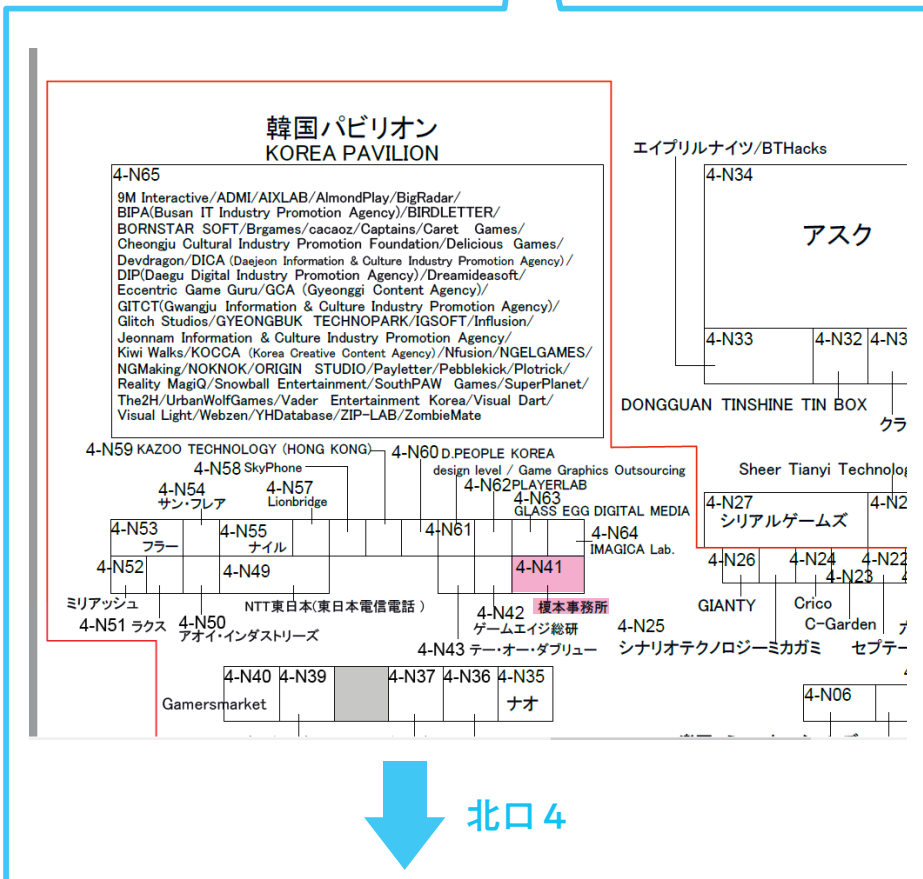 韓国パビリオン
KOREA PAVILION
4-N65
9M Interactive/ADMI/AIXLAB/AlmondPlay/BigRadar/
BIPA(Busan IT Industry Promotion Agency)/BIRDLETTER/
BORNSTAR SOFT/Brgames/cacaoz/Captains/Caret Games/
Cheongju Cultural Industry Promotion Foundation/Delicious Games/
Devdragon/DICA (Daejeon Information & Culture Industry Promotion Agency)/
DIP(Daegu Digital Industry Promotion Agency)/Dreamideasoft/
Eccentric Game Guru/GCA (Gyeonggi Content Agency)/
GITCT(Gwangju Information & Culture Industry Promotion Agency)/
Glitch Studios/GYEONGBUK TECHNOPARK/IGSOFT/Influsion/
Jeonnam Information & Culture Industry Promotion Agency/
Kiwi Walks/KOCCA (Korea Creative Content Agency)/Nfusion/NGELGAMES/
NGMaking/NOKNOK/ORIGIN STUDIO/Payletter/Pebblekick/Plotrick/
Reality MagiQ/Snowball Entertainment/SouthPAW Games/SuperPlanet/
The2H/UrbanWolfGames/Vader Entertainment Korea/Visual Dart/
Visual Light/Webzen/YHDatabase/ZIP-LAB/ZombieMate
エイプリルナイツ/BTHacks
4-N34
アスク
4-N33
4-N32
4-N3
DONGGUAN TINSHINE TIN BOX
クラ
4-N59 KAZOO TECHNOLOGY (HONG KONG)
4-N60 D.PEOPLE KOREA
4-N58 SkyPhone
design level / Game Graphics Outsourcing
4-N54
サン・フレア
4-N57
Lionbridge
4-N62 PLAYERLAB
4-N63
GLASS EGG DIGITAL MEDIA
4-N53
フラー
4-N55
ナイル
4-N61
4-N64
IMAGICA Lab.
4-N52
4-N49
4-N41
ミリアッシュ
NTT東日本(東日本電信電話 )
榎本事務所
4-N51 ラクス
4-N50
アオイ・インダストリーズ
4-N42
ゲームエイジ総研
4-N43 テー・オー・ダブリュー
Sheer Tianyi Technolog
4-N27
シリアルゲームズ
4-N2
4-N26
4-N24
4-N22
4-N23
GIANTY
Crico
C-Garden
4-N25
シナリオテクノロジーミカガミ
セプテー
4-N40
4-N39
4-N37
4-N36
4-N35
Gamersmarket
ナオ
4-N06
北口4